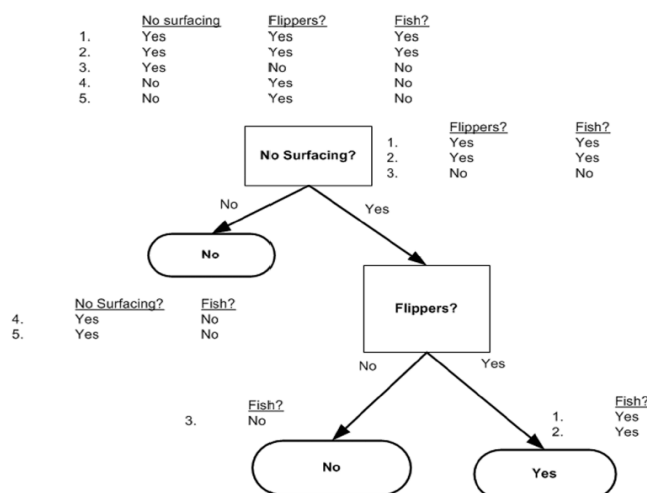 No surfacing Flippers? Fish?
1. Yes Yes Yes
2. Yes Yes Yes
3. Yes No No
4. No Yes No
5. No Yes No
Flippers? Fish?
1. Yes Yes
2. Yes Yes
3. No No
No Surfacing?
No
Yes
No
Flippers?
No Surfacing? Fish?
4. Yes No
5. Yes No
No
Yes
Fish?
3. No
Fish?
1. Yes
2. Yes
No
Yes